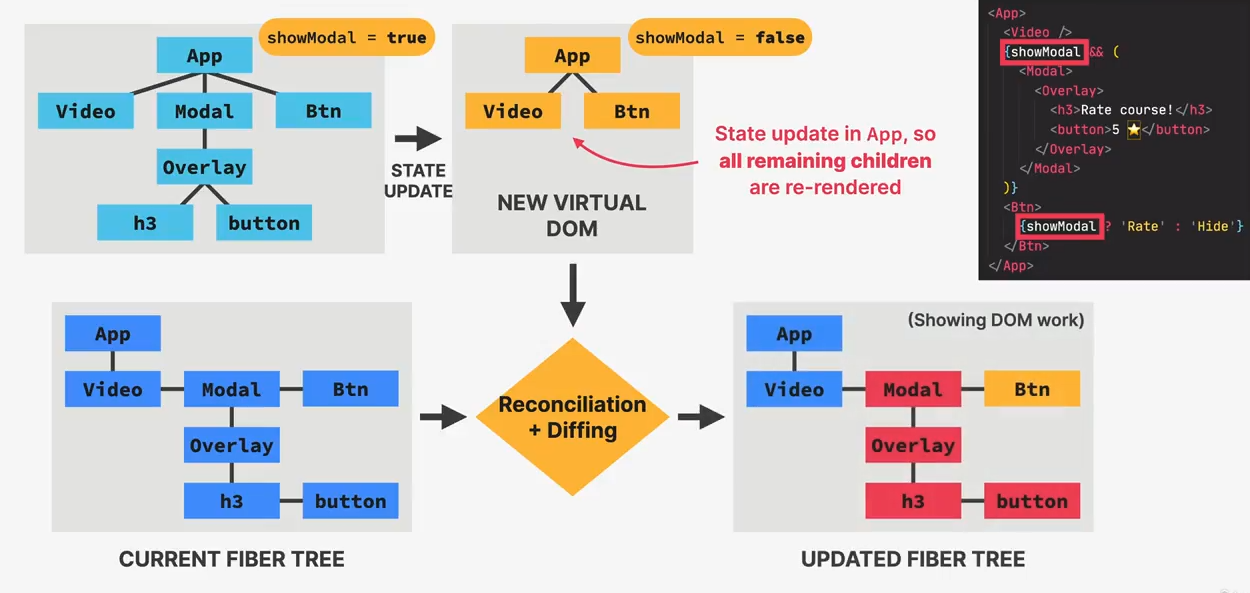 showModal = true
App
Video
Modal
Btn
Overlay
h3
button
STATE
UPDATE
showModal = false
App
Video
Btn
NEW VIRTUAL
DOM
State update in App, so
all remaining children
are re-rendered
<App>
<Video />
{showModal && (
<Modal>
<Overlay>
<h3>Rate course!</h3>
<button>5 ⭐</button>
</Overlay>
</Modal>
)}
<Btn>
{showModal ? 'Rate' : 'Hide'}
</Btn>
</App>
App
Video
Modal
Btn
Overlay
h3
button
CURRENT FIBER TREE
Reconciliation
+ Diffing
(Showing DOM work)
App
Video
Modal
Btn
Overlay
h3
button
UPDATED FIBER TREE